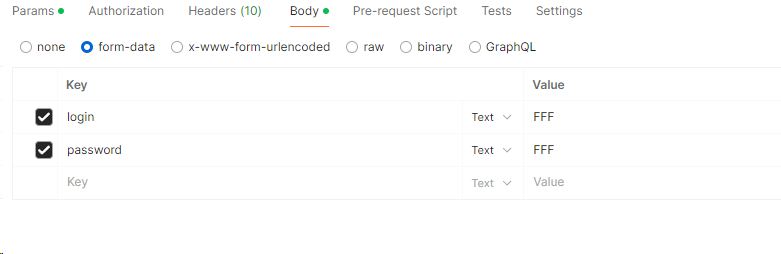 Params Authorization Headers (10) Body Pre-request Script Tests Settings
none form-data x-www-form-urlencoded raw binary GraphQL
Key Value
login Text FFF
password Text FFF
Key Text Value